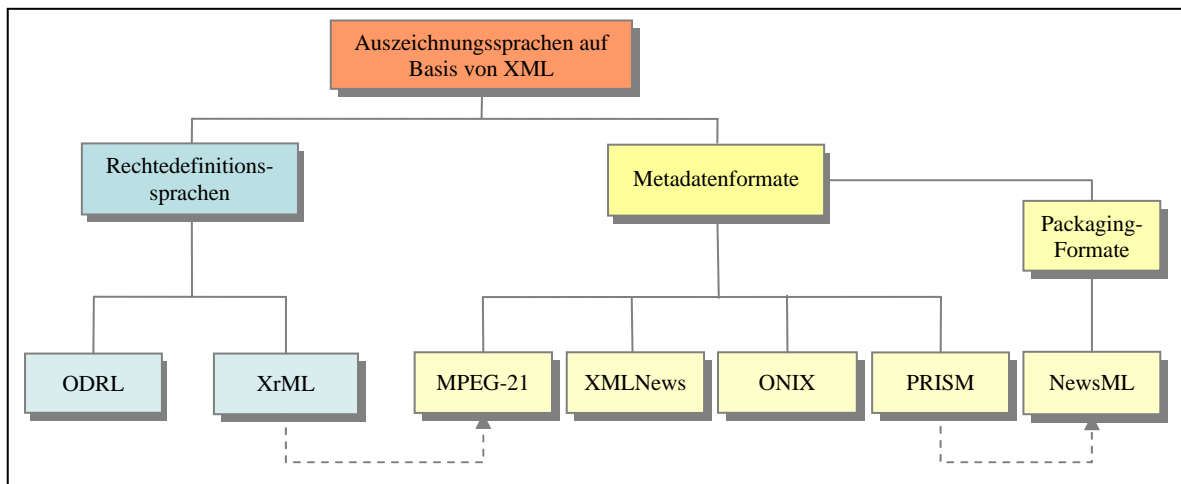 Auszeichnungssprachen auf
Basis von XML
Rechtedefinitions-
sprachen
Metadatenformate
Packaging-
Formate
ODRL
XrML
MPEG-21
XMLNews
ONIX
PRISM
NewsML